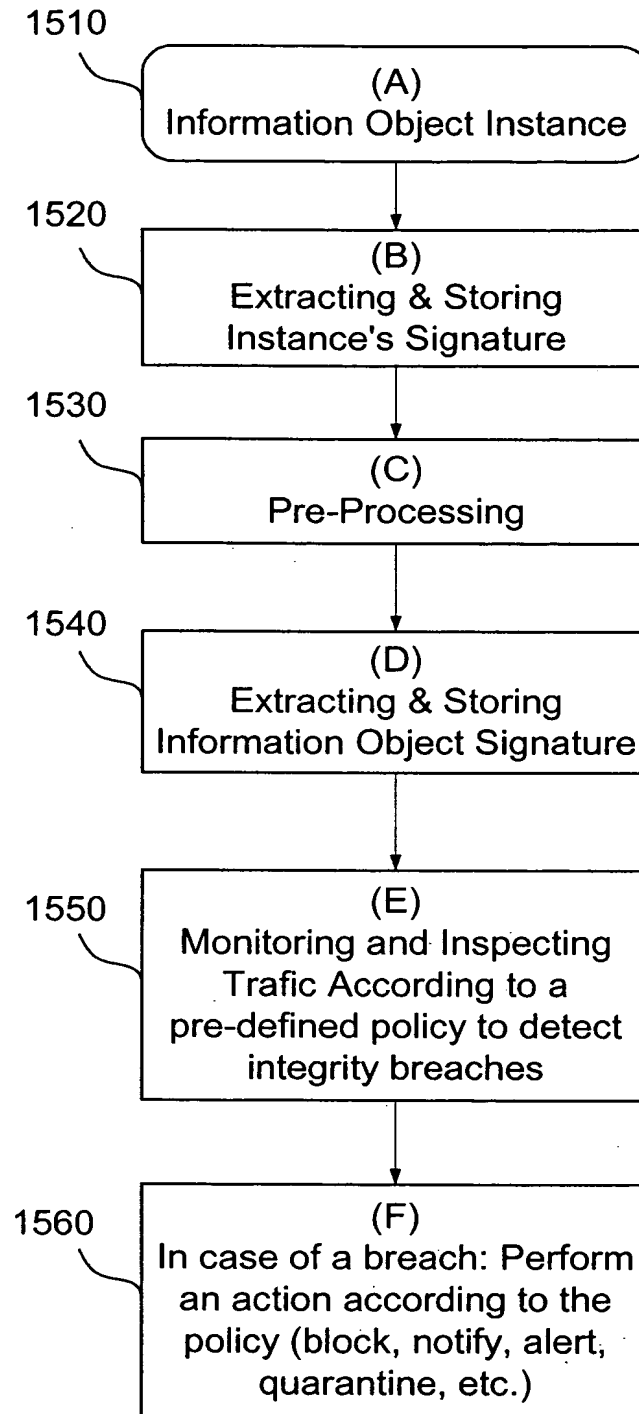 1510
(A)
Information Object Instance
1520
(B)
Extracting & Storing
Instance's Signature
1530
(C)
Pre-Processing
1540
(D)
Extracting & Storing
Information Object Signature
1550
(E)
Monitoring and Inspecting
Trafic According to a
pre-defined policy to detect
integrity breaches
1560
(F)
In case of a breach: Perform
an action according to the
policy (block, notify, alert,
quarantine, etc.)